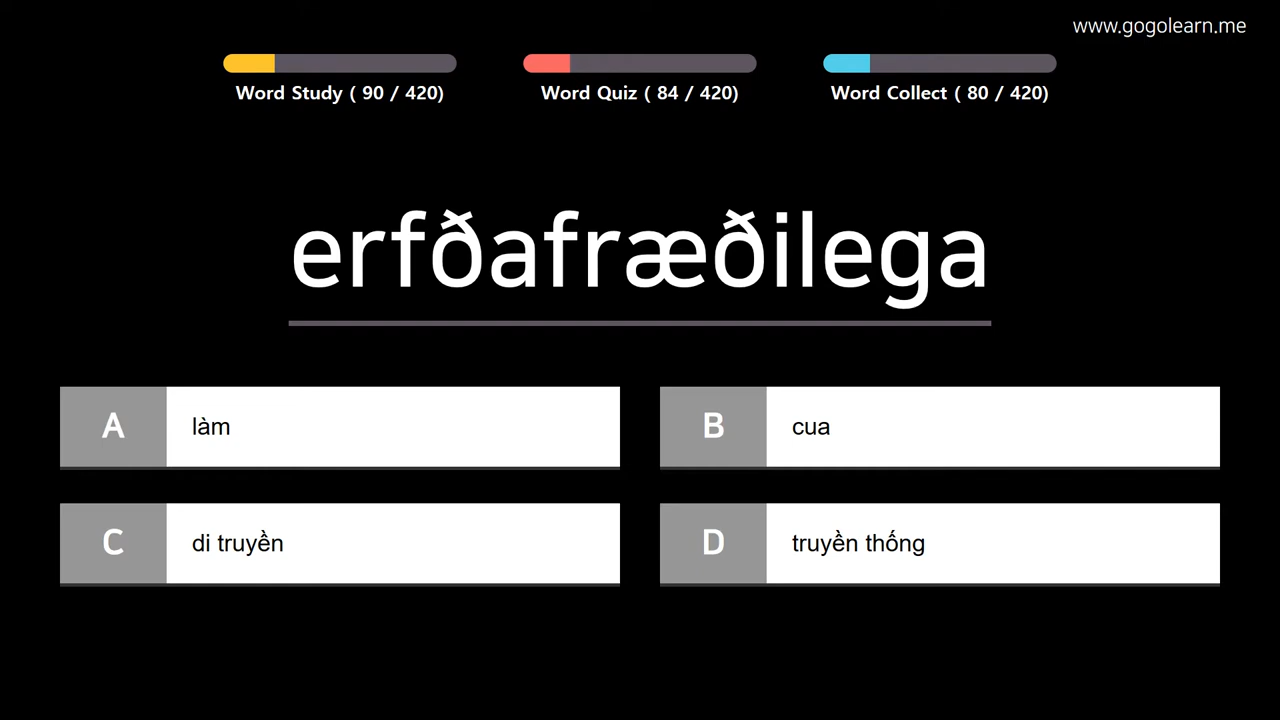 www.gogolearn.me
Word Study ( 90 / 420)
Word Quiz ( 84 / 420)
Word Collect ( 80 / 420)
erfðafræðilega
A làm
B cua
C di truyền
D truyền thống